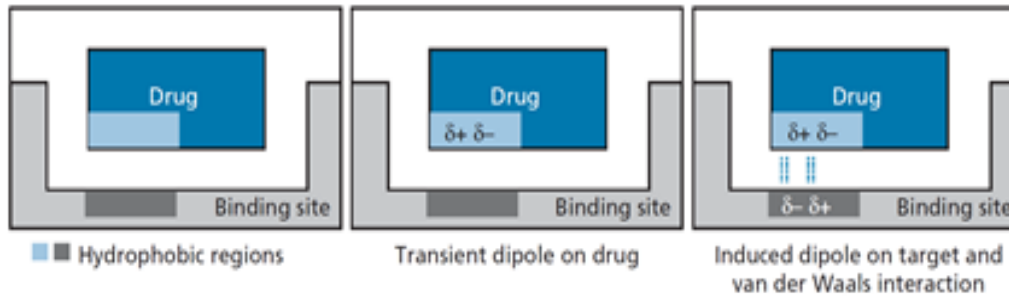 Drug
Binding site
Hydrophobic regions
Drug
δ+ δ−
Binding site
Transient dipole on drug
Drug
δ+ δ−
δ− δ+
Binding site
Induced dipole on target and
van der Waals interaction